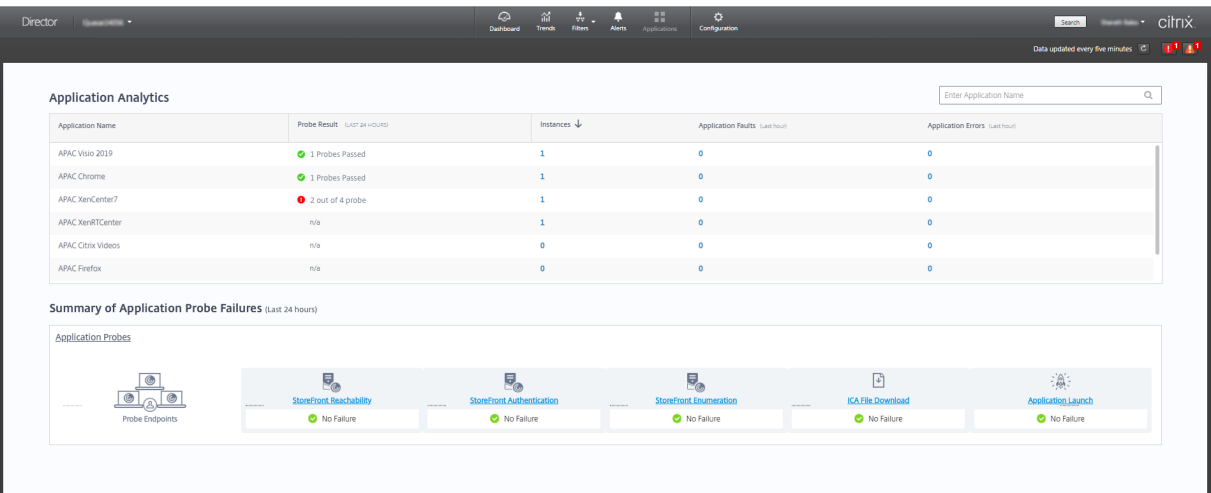 Director
Dashboard Trends Filters Alerts Applications Configuration
Search
citrix
Data updated every five minutes
1 1
Application Analytics
Enter Application Name
Application Name Probe Result (LAST 24 HOURS) Instances Application Faults (Last hour) Application Errors (Last hour)
APAC Visio 2019 1 Probes Passed 1 0 0
APAC Chrome 1 Probes Passed 1 0 0
APAC XenCenter7 2 out of 4 probe 1 0 0
APAC XenRTCenter n/a 1 0 0
APAC Citrix Videos n/a 0 0 0
APAC Firefox n/a 0 0 0
Summary of Application Probe Failures (Last 24 hours)
Application Probes
StoreFront Reachability StoreFront Authentication StoreFront Enumeration ICA File Download Application Launch
Probe Endpoints No Failure No Failure No Failure No Failure No Failure